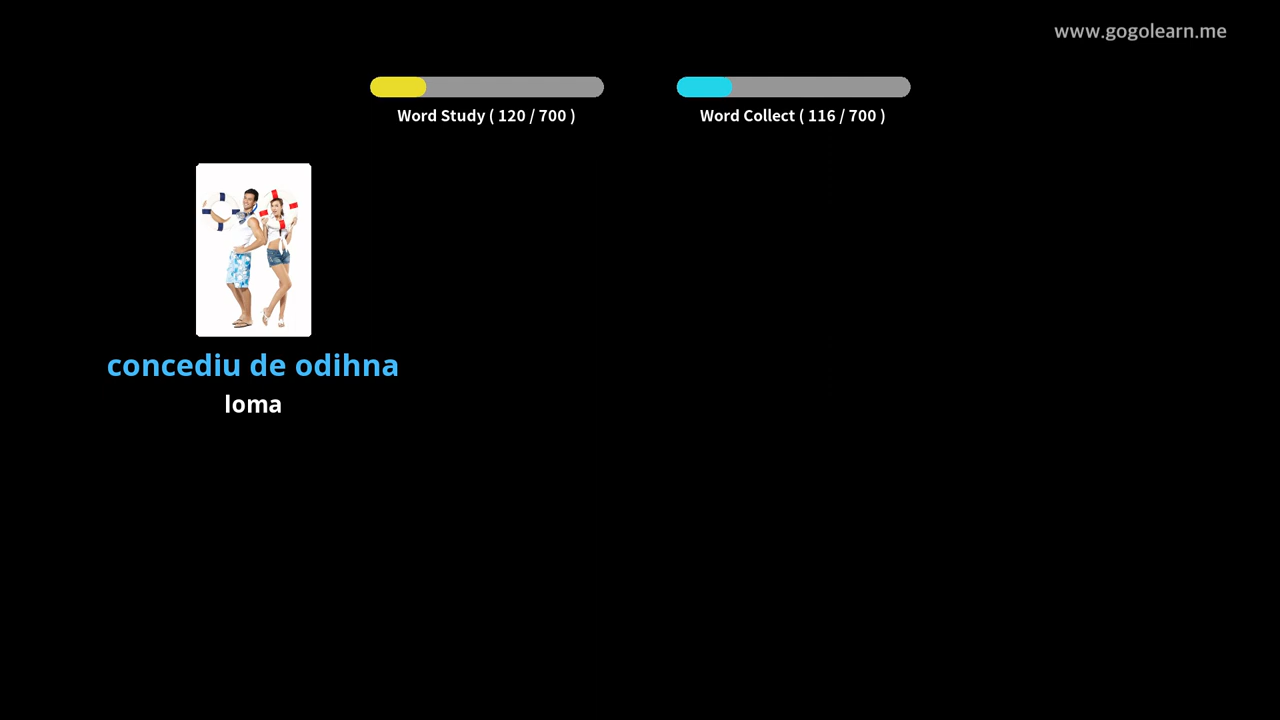 www.gogolearn.me
Word Study ( 120 / 700 )
Word Collect ( 116 / 700 )
concediu de odihna
loma